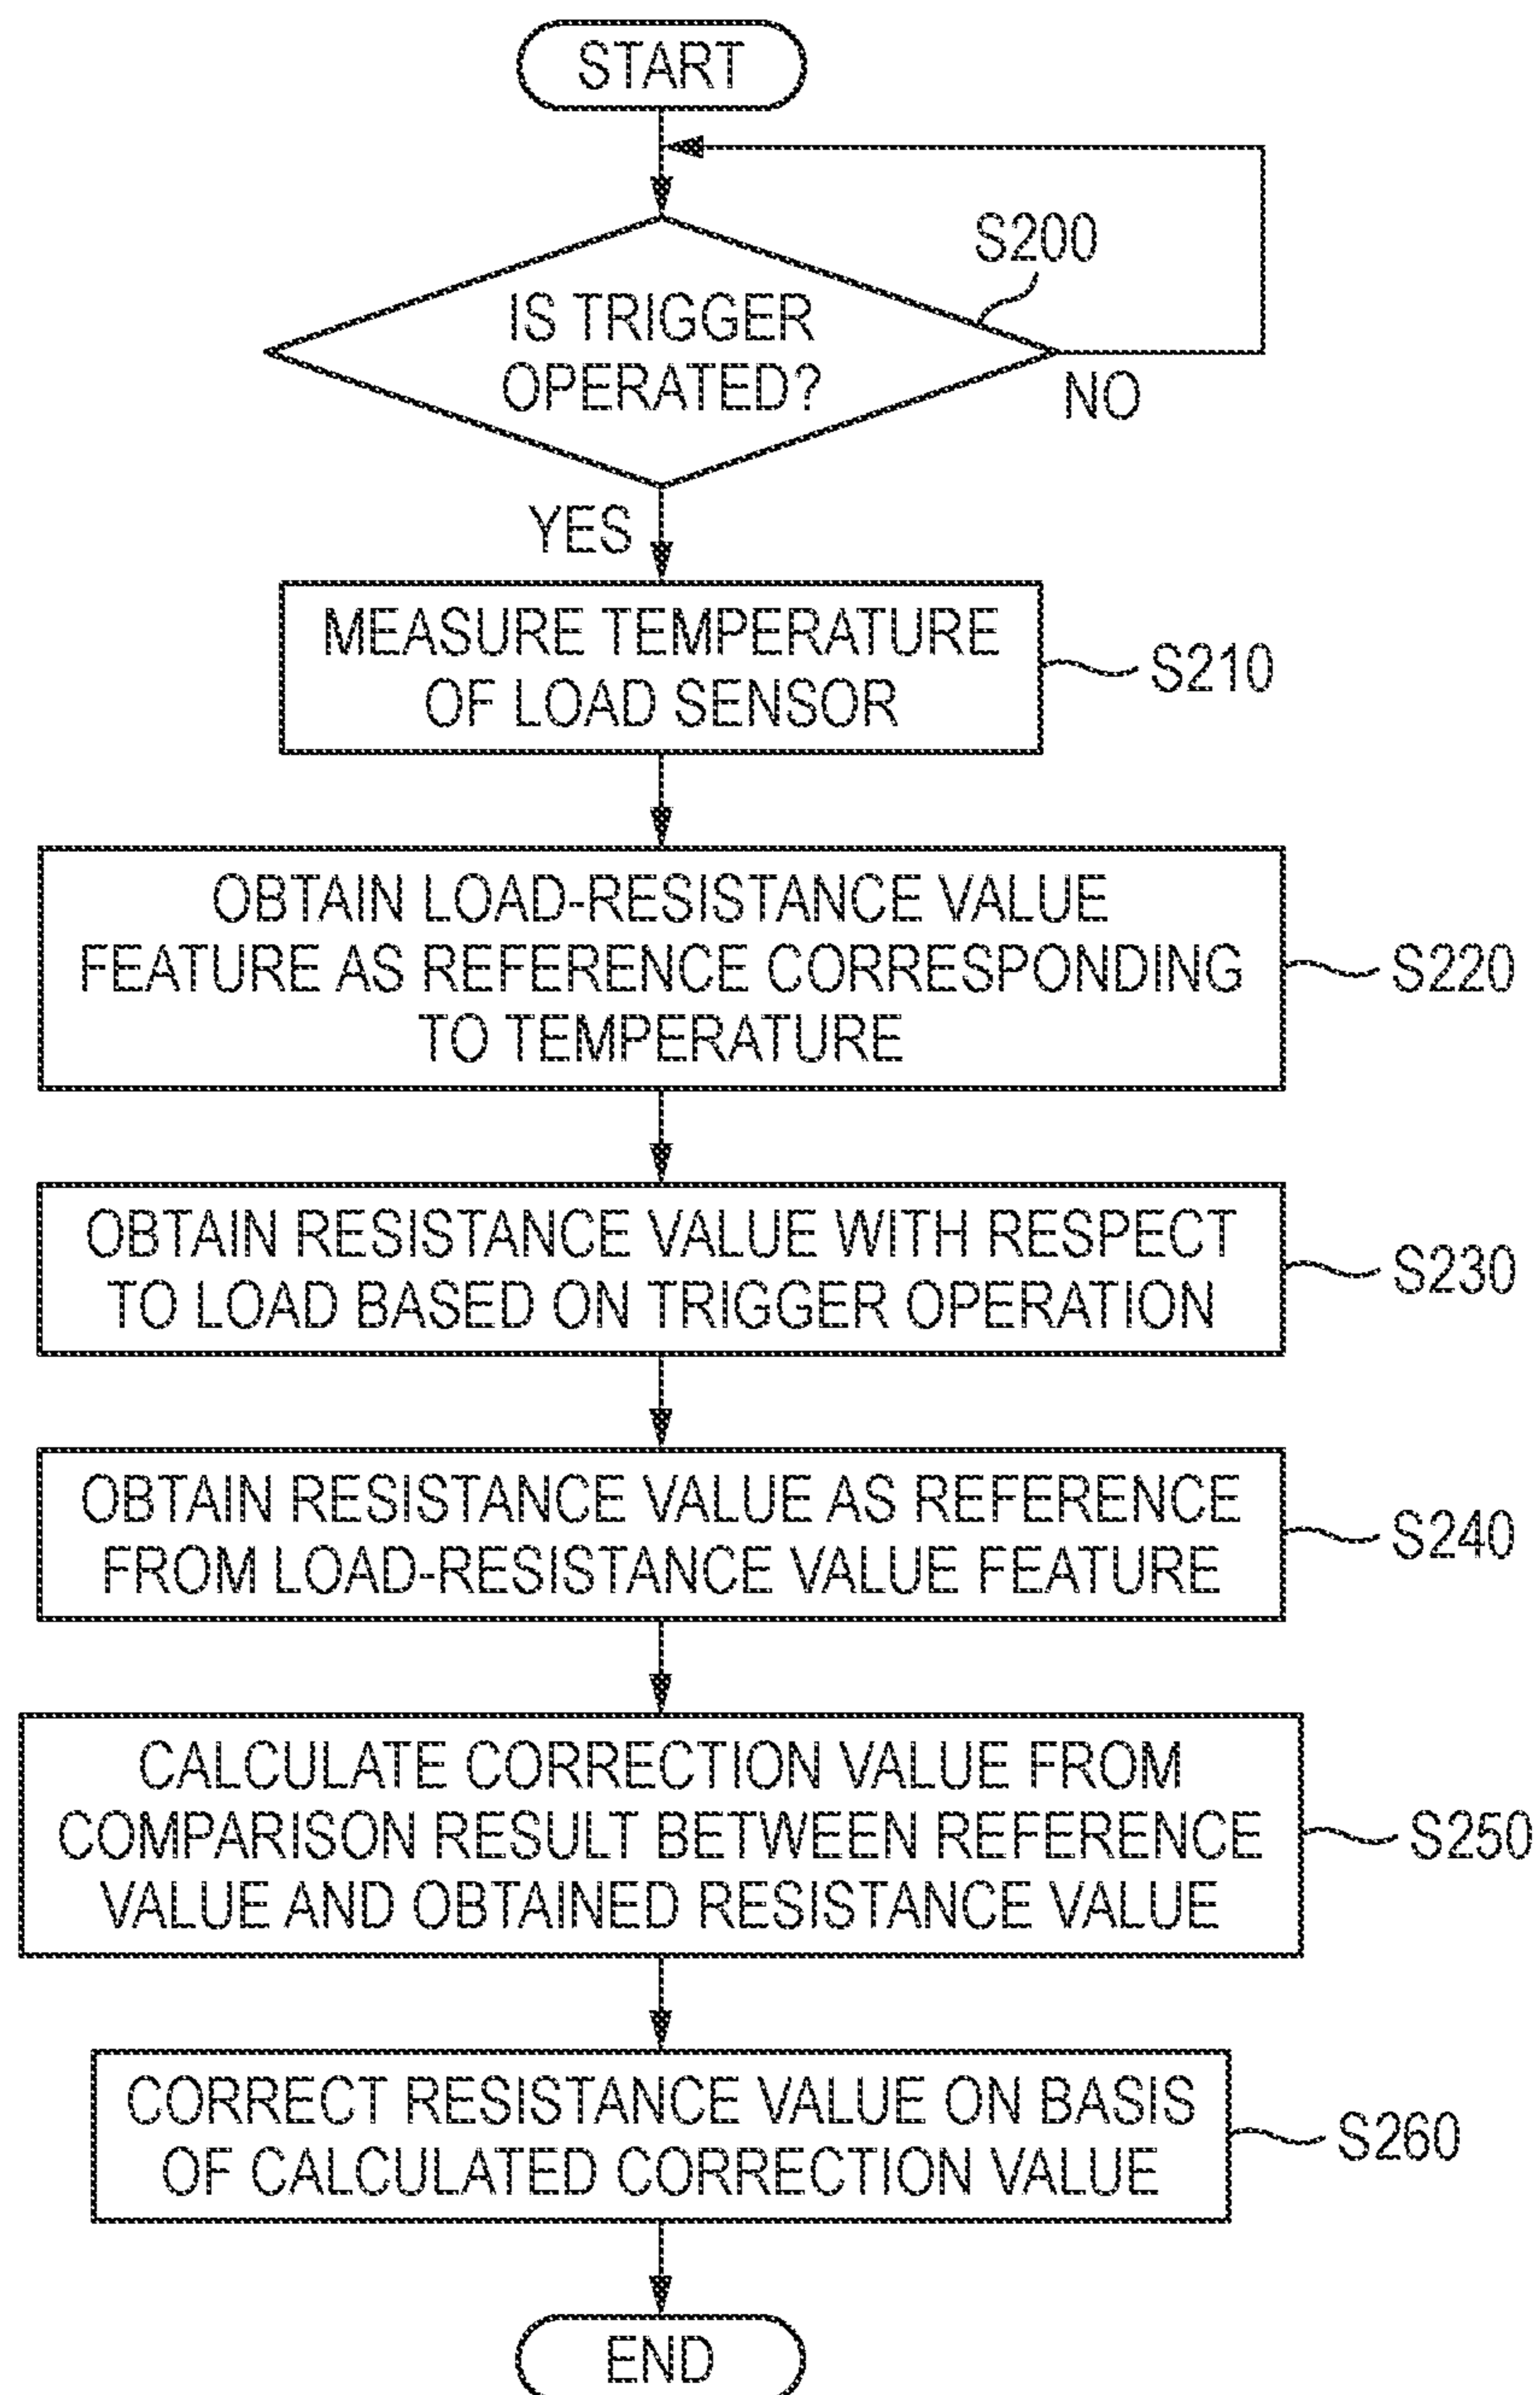 START
S200
IS TRIGGER
OPERATED?
NO
YES
MEASURE TEMPERATURE
OF LOAD SENSOR
S210
OBTAIN LOAD-RESISTANCE VALUE
FEATURE AS REFERENCE CORRESPONDING
TO TEMPERATURE
S220
OBTAIN RESISTANCE VALUE WITH RESPECT
TO LOAD BASED ON TRIGGER OPERATION
S230
OBTAIN RESISTANCE VALUE AS REFERENCE
FROM LOAD-RESISTANCE VALUE FEATURE
S240
CALCULATE CORRECTION VALUE FROM
COMPARISON RESULT BETWEEN REFERENCE
VALUE AND OBTAINED RESISTANCE VALUE
S250
CORRECT RESISTANCE VALUE ON BASIS
OF CALCULATED CORRECTION VALUE
S260
END